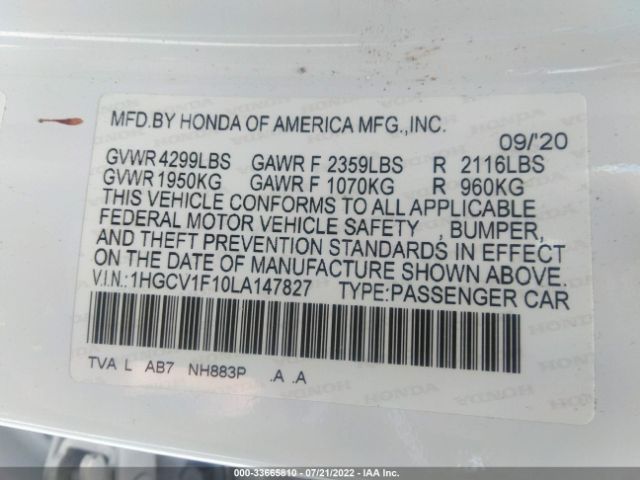 MFD.BY HONDA OF AMERICA MFG.,INC.
09/'20
GVWR 4299LBS GAWR F 2359LBS R 2116LBS
GVWR 1950KG GAWR F 1070KG R 960KG
THIS VEHICLE CONFORMS TO ALL APPLICABLE
FEDERAL MOTOR VEHICLE SAFETY , BUMPER,
AND THEFT PREVENTION STANDARDS IN EFFECT
ON THE DATE OF MANUFACTURE SHOWN ABOVE.
V.I.N.:1HGCV1F10LA147827 TYPE:PASSENGER CAR
TVA L AB7 NH883P .A .A
000-33665810 - 07/21/2022 - IAA Inc.